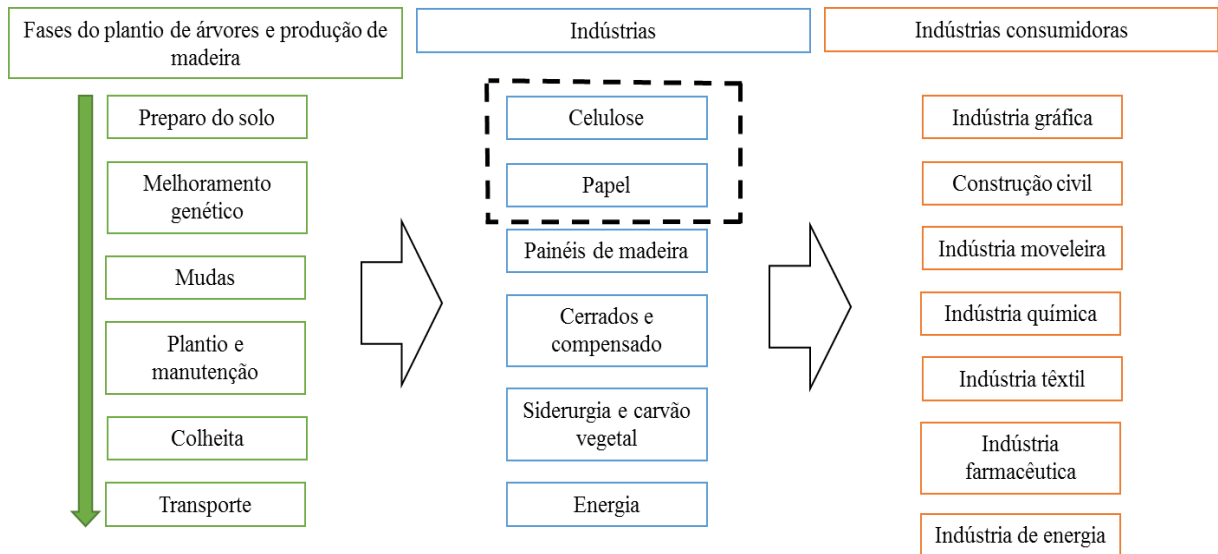 Fases do plantio de árvores e produção de
madeira
Preparo do solo
Melhoramento
genético
Mudas
Plantio e
manutenção
Colheita
Transporte
Indústrias
Celulose
Papel
Painéis de madeira
Cerrados e
compensado
Siderurgia e carvão
vegetal
Energia
Indústrias consumidoras
Indústria gráfica
Construção civil
Indústria moveleira
Indústria química
Indústria têxtil
Indústria
farmacêutica
Indústria de energia